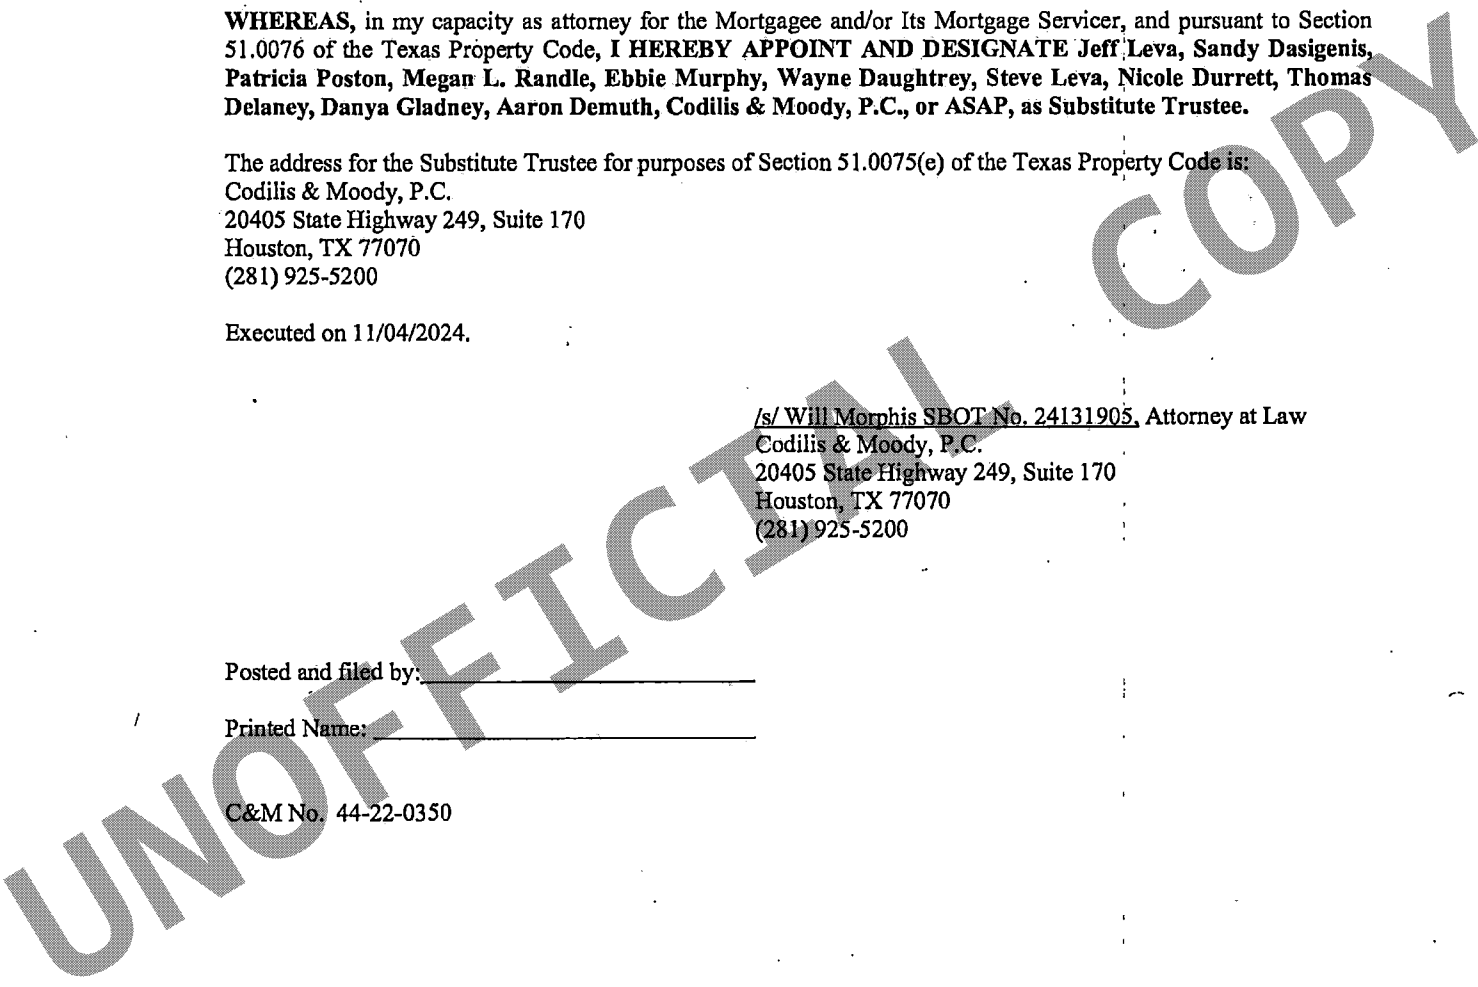 WHEREAS, in my capacity as attorney for the Mortgagee and/or Its Mortgage Servicer, and pursuant to Section
51.0076 of the Texas Property Code, I HEREBY APPOINT AND DESIGNATE Jeff Leva, Sandy Dasigenis,
Patricia Poston, Megan L. Randle, Ebbie Murphy, Wayne Daughtrey, Steve Leva, Nicole Durrett, Thomas
Delaney, Danya Gladney, Aaron Demuth, Codilis & Moody, P.C., or ASAP, as Substitute Trustee.
The address for the Substitute Trustee for purposes of Section 51.0075(e) of the Texas Property Code is:
Codilis & Moody, P.C.
20405 State Highway 249, Suite 170
Houston, TX 77070
(281) 925-5200
Executed on 11/04/2024.
/s/ Will Morphis SBOT No. 24131905, Attorney at Law
Codilis & Moody, P.C.
20405 State Highway 249, Suite 170
Houston, TX 77070
(281) 925-5200
Posted and filed by:
Printed Name:
C&M No. 44-22-0350
UNOFFICIAL COPY